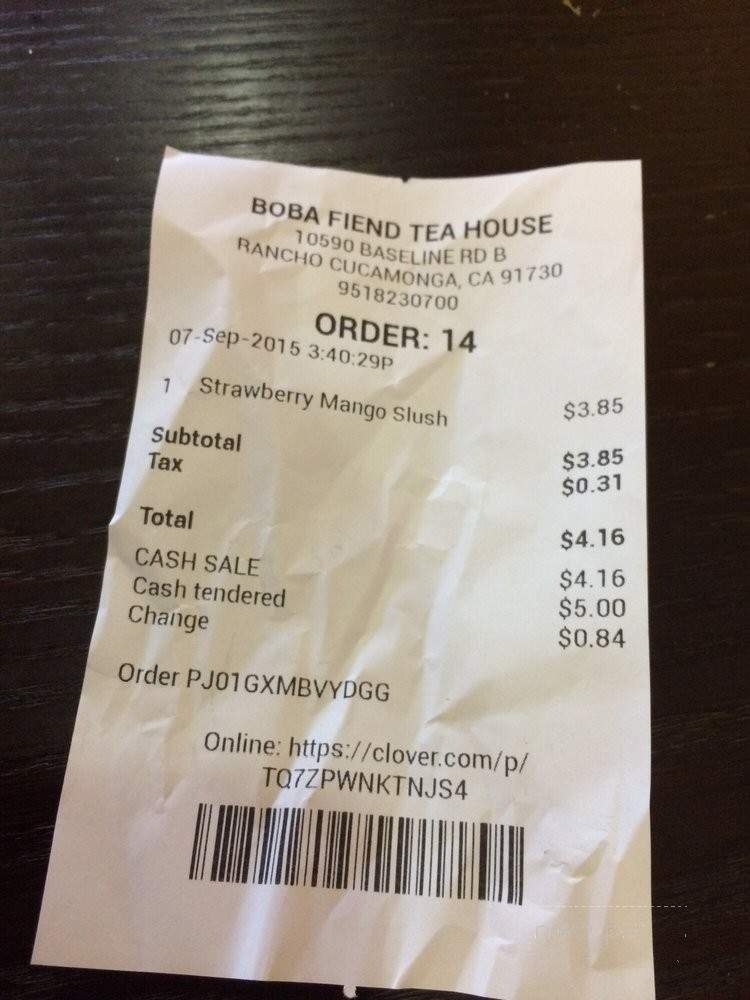 BOBA FIEND TEA HOUSE
10590 BASELINE RD B
RANCHO CUCAMONGA, CA 91730
9518230700
ORDER: 14
07-Sep-2015 3:40:29P
1 Strawberry Mango Slush $3.85
Subtotal $3.85
Tax $0.31
Total $4.16
CASH SALE $4.16
Cash tendered $5.00
Change $0.84
Order PJ01GXMBVYDGG
Online: https://clover.com/p/
TQ7ZPWNKTNJS4